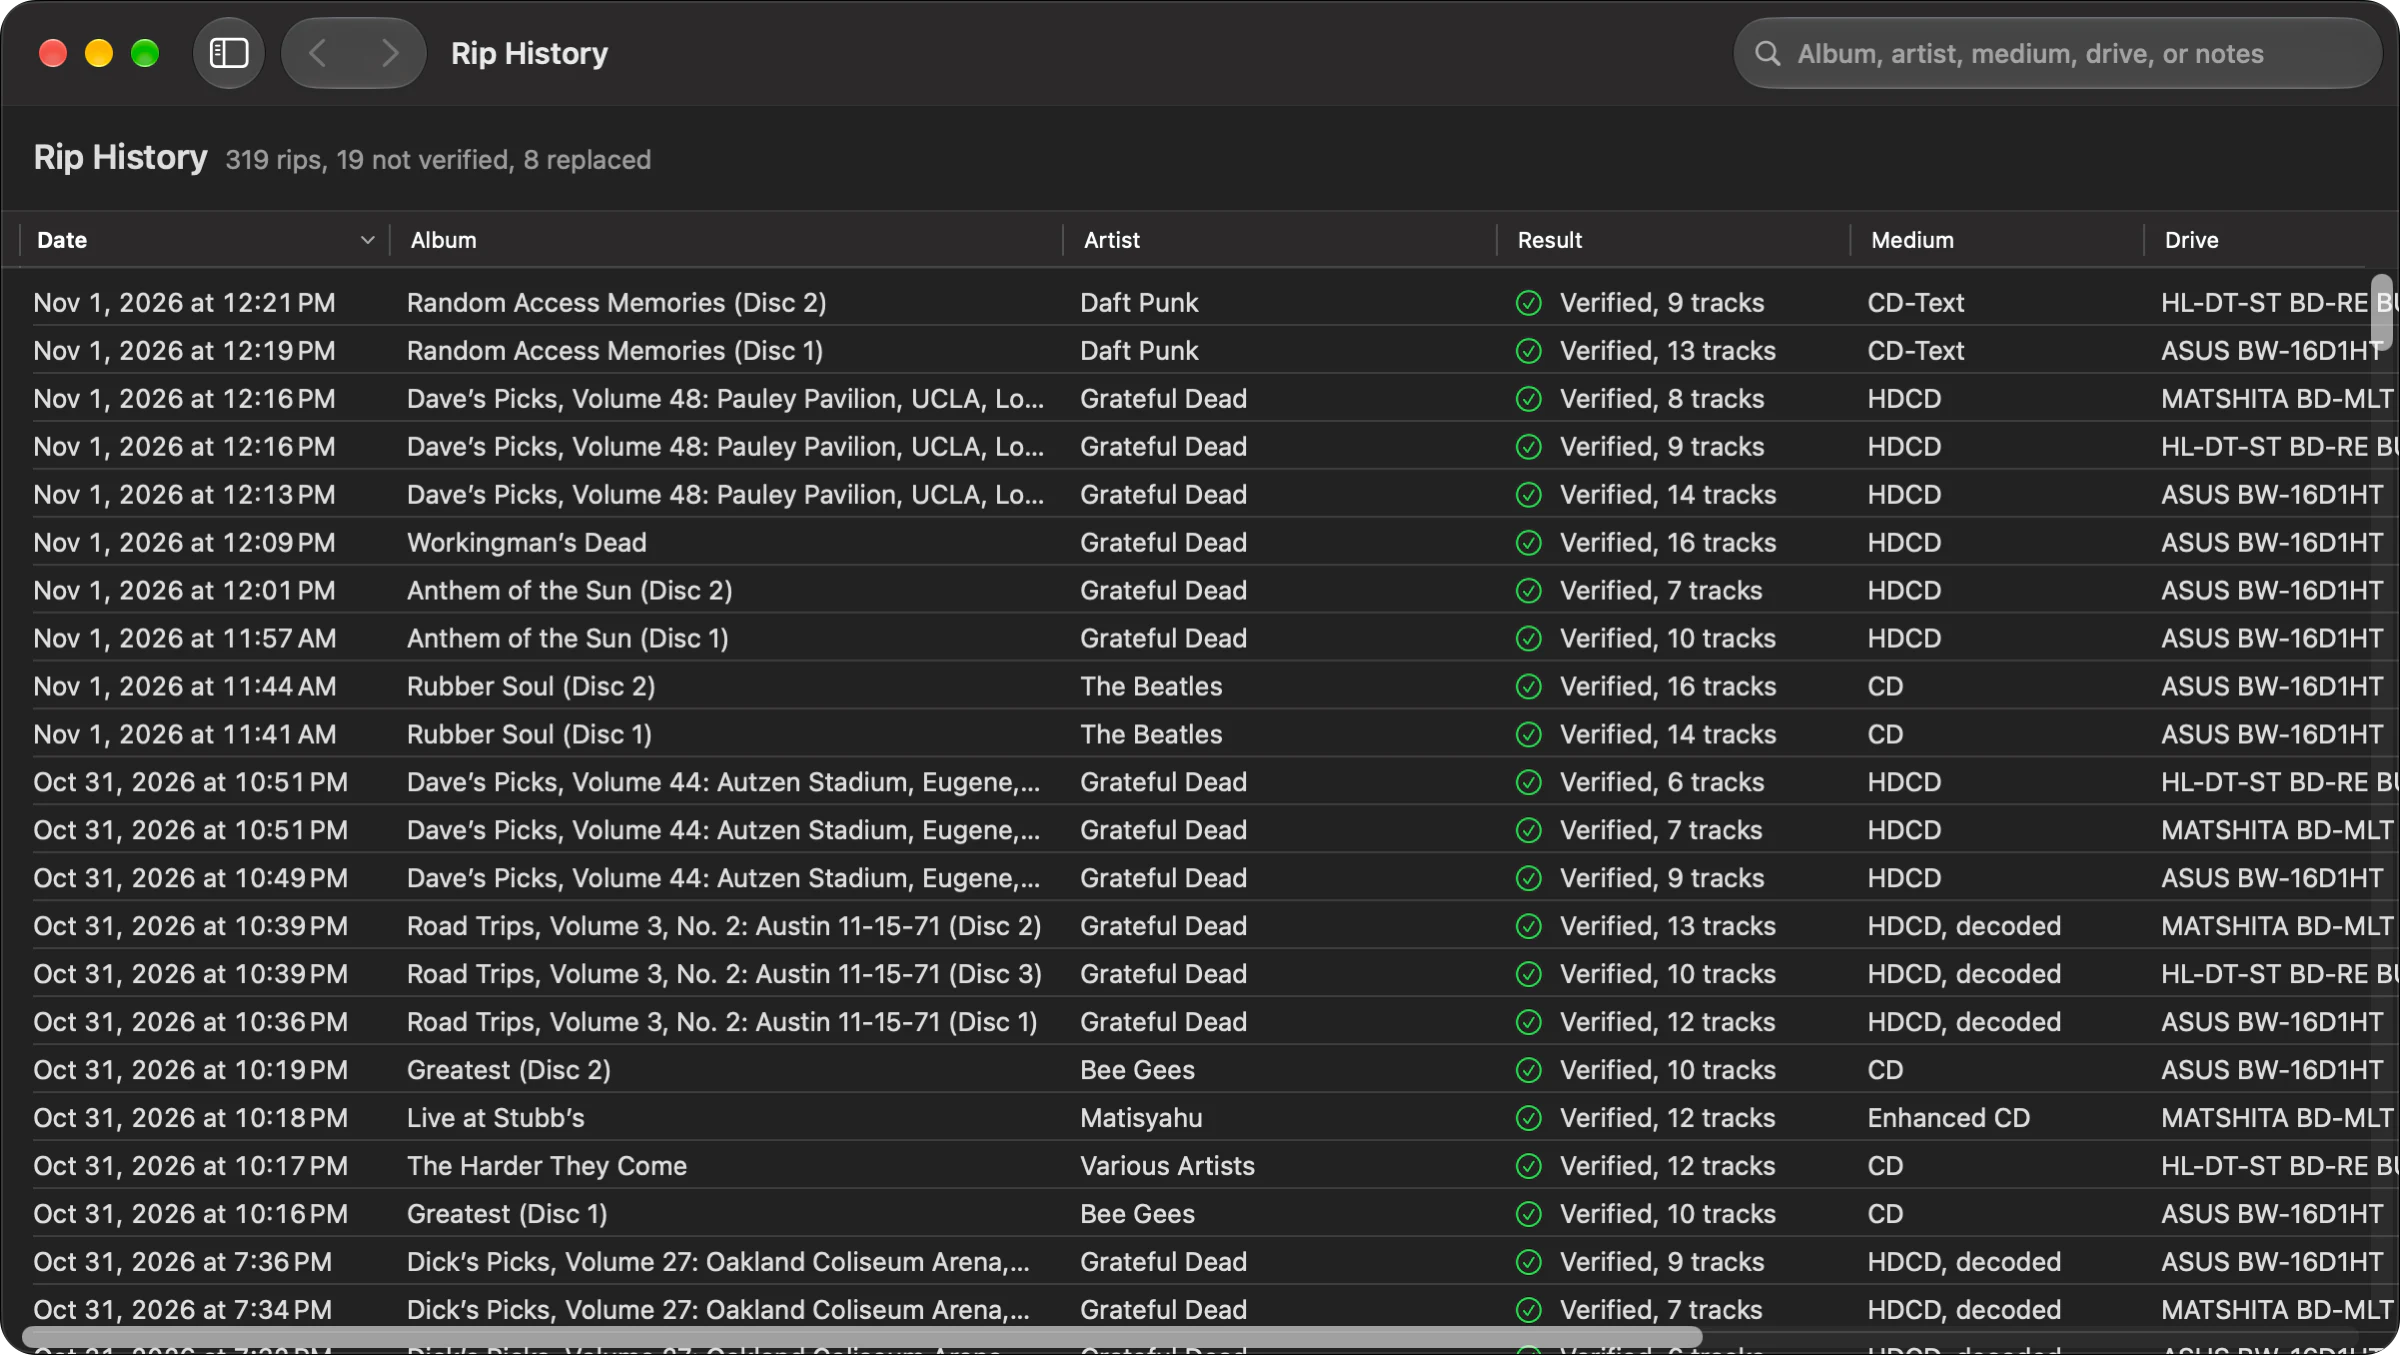 Rip History
Album, artist, medium, drive, or notes
Rip History 319 rips, 19 not verified, 8 replaced
Date Album Artist Result Medium Drive
Nov 1, 2026 at 12:21 PM Random Access Memories (Disc 2) Daft Punk Verified, 9 tracks CD-Text HL-DT-ST BD-RE BU
Nov 1, 2026 at 12:19 PM Random Access Memories (Disc 1) Daft Punk Verified, 13 tracks CD-Text ASUS BW-16D1HT
Nov 1, 2026 at 12:16 PM Dave’s Picks, Volume 48: Pauley Pavilion, UCLA, Lo... Grateful Dead Verified, 8 tracks HDCD MATSHITA BD-MLT
Nov 1, 2026 at 12:16 PM Dave’s Picks, Volume 48: Pauley Pavilion, UCLA, Lo... Grateful Dead Verified, 9 tracks HDCD HL-DT-ST BD-RE BU
Nov 1, 2026 at 12:13 PM Dave’s Picks, Volume 48: Pauley Pavilion, UCLA, Lo... Grateful Dead Verified, 14 tracks HDCD ASUS BW-16D1HT
Nov 1, 2026 at 12:09 PM Workingman’s Dead Grateful Dead Verified, 16 tracks HDCD ASUS BW-16D1HT
Nov 1, 2026 at 12:01 PM Anthem of the Sun (Disc 2) Grateful Dead Verified, 7 tracks HDCD ASUS BW-16D1HT
Nov 1, 2026 at 11:57 AM Anthem of the Sun (Disc 1) Grateful Dead Verified, 10 tracks HDCD ASUS BW-16D1HT
Nov 1, 2026 at 11:44 AM Rubber Soul (Disc 2) The Beatles Verified, 16 tracks CD ASUS BW-16D1HT
Nov 1, 2026 at 11:41 AM Rubber Soul (Disc 1) The Beatles Verified, 14 tracks CD ASUS BW-16D1HT
Oct 31, 2026 at 10:51 PM Dave’s Picks, Volume 44: Autzen Stadium, Eugene,... Grateful Dead Verified, 6 tracks HDCD HL-DT-ST BD-RE BU
Oct 31, 2026 at 10:51 PM Dave’s Picks, Volume 44: Autzen Stadium, Eugene,... Grateful Dead Verified, 7 tracks HDCD MATSHITA BD-MLT
Oct 31, 2026 at 10:49 PM Dave’s Picks, Volume 44: Autzen Stadium, Eugene,... Grateful Dead Verified, 9 tracks HDCD ASUS BW-16D1HT
Oct 31, 2026 at 10:39 PM Road Trips, Volume 3, No. 2: Austin 11-15-71 (Disc 2) Grateful Dead Verified, 13 tracks HDCD, decoded MATSHITA BD-MLT
Oct 31, 2026 at 10:39 PM Road Trips, Volume 3, No. 2: Austin 11-15-71 (Disc 3) Grateful Dead Verified, 10 tracks HDCD, decoded HL-DT-ST BD-RE BU
Oct 31, 2026 at 10:36 PM Road Trips, Volume 3, No. 2: Austin 11-15-71 (Disc 1) Grateful Dead Verified, 12 tracks HDCD, decoded ASUS BW-16D1HT
Oct 31, 2026 at 10:19 PM Greatest (Disc 2) Bee Gees Verified, 10 tracks CD ASUS BW-16D1HT
Oct 31, 2026 at 10:18 PM Live at Stubb’s Matisyahu Verified, 12 tracks Enhanced CD MATSHITA BD-MLT
Oct 31, 2026 at 10:17 PM The Harder They Come Various Artists Verified, 12 tracks CD HL-DT-ST BD-RE BU
Oct 31, 2026 at 10:16 PM Greatest (Disc 1) Bee Gees Verified, 10 tracks CD ASUS BW-16D1HT
Oct 31, 2026 at 7:36 PM Dick’s Picks, Volume 27: Oakland Coliseum Arena,... Grateful Dead Verified, 9 tracks HDCD, decoded ASUS BW-16D1HT
Oct 31, 2026 at 7:34 PM Dick’s Picks, Volume 27: Oakland Coliseum Arena,... Grateful Dead Verified, 7 tracks HDCD, decoded MATSHITA BD-MLT